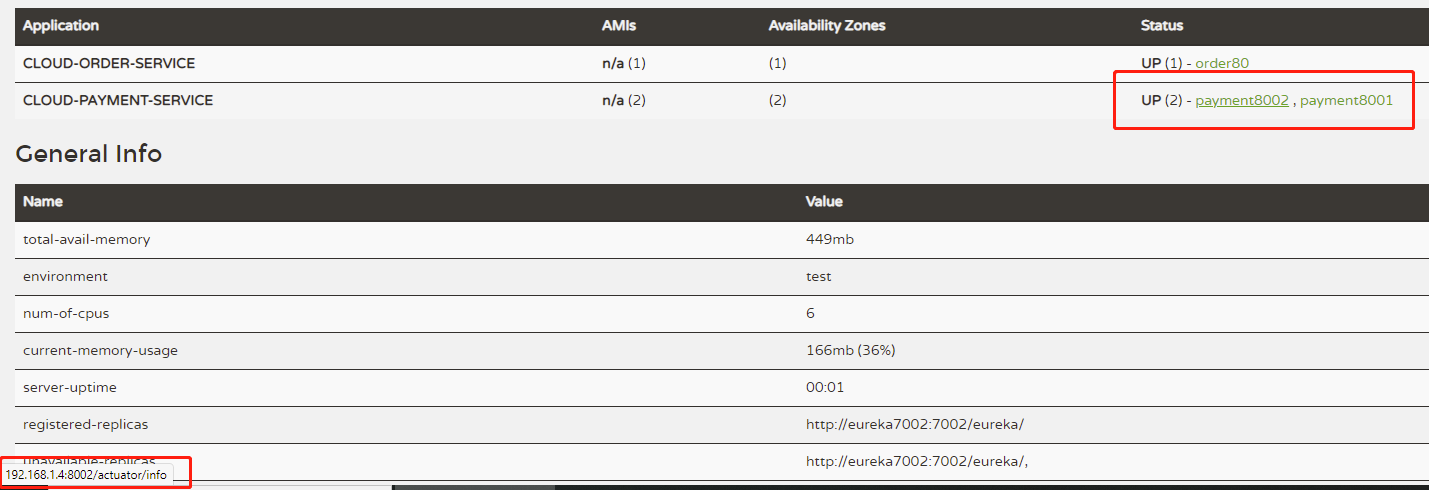 Application AMIs Availability Zones Status
CLOUD-ORDER-SERVICE n/a (1) (1) UP (1) - order80
CLOUD-PAYMENT-SERVICE n/a (2) (2) UP (2) - payment8002 , payment8001
General Info
Name Value
total-avail-memory 449mb
environment test
num-of-cpus 6
current-memory-usage 166mb (36%)
server-uptime 00:01
registered-replicas http://eureka7002:7002/eureka/
unavailable-replicas http://eureka7002:7002/eureka/,
192.168.1.4:8002/actuator/info